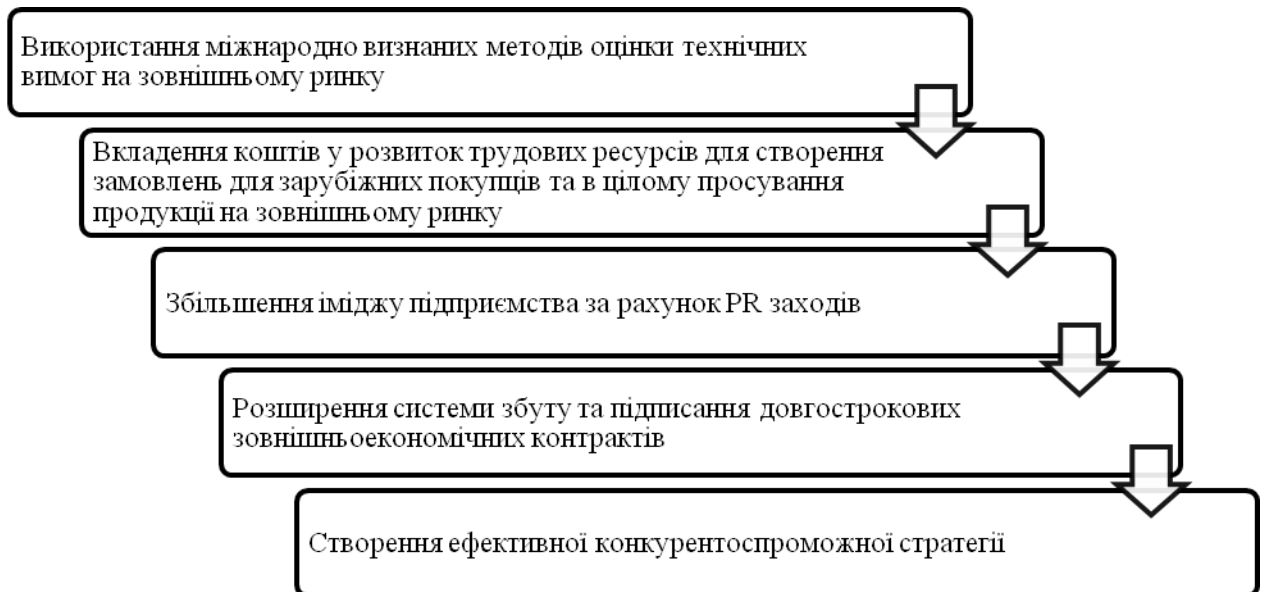 Використання міжнародно визнаних методів оцінки технічних
вимог на зовнішньому ринку
Вкладення коштів у розвиток трудових ресурсів для створення
замовлень для зарубіжних покупців та в цілому просування
продукції на зовнішньому ринку
Збільшення іміджу підприємства за рахунок PR заходів
Розширення системи збуту та підписання довгострокових
зовнішньоекономічних контрактів
Створення ефективної конкурентоспроможної стратегії